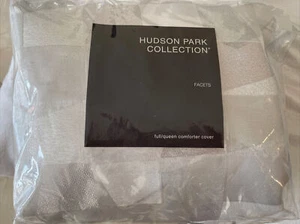 HUDSON PARK
COLLECTION®
FACETS
full/queen comforter cover